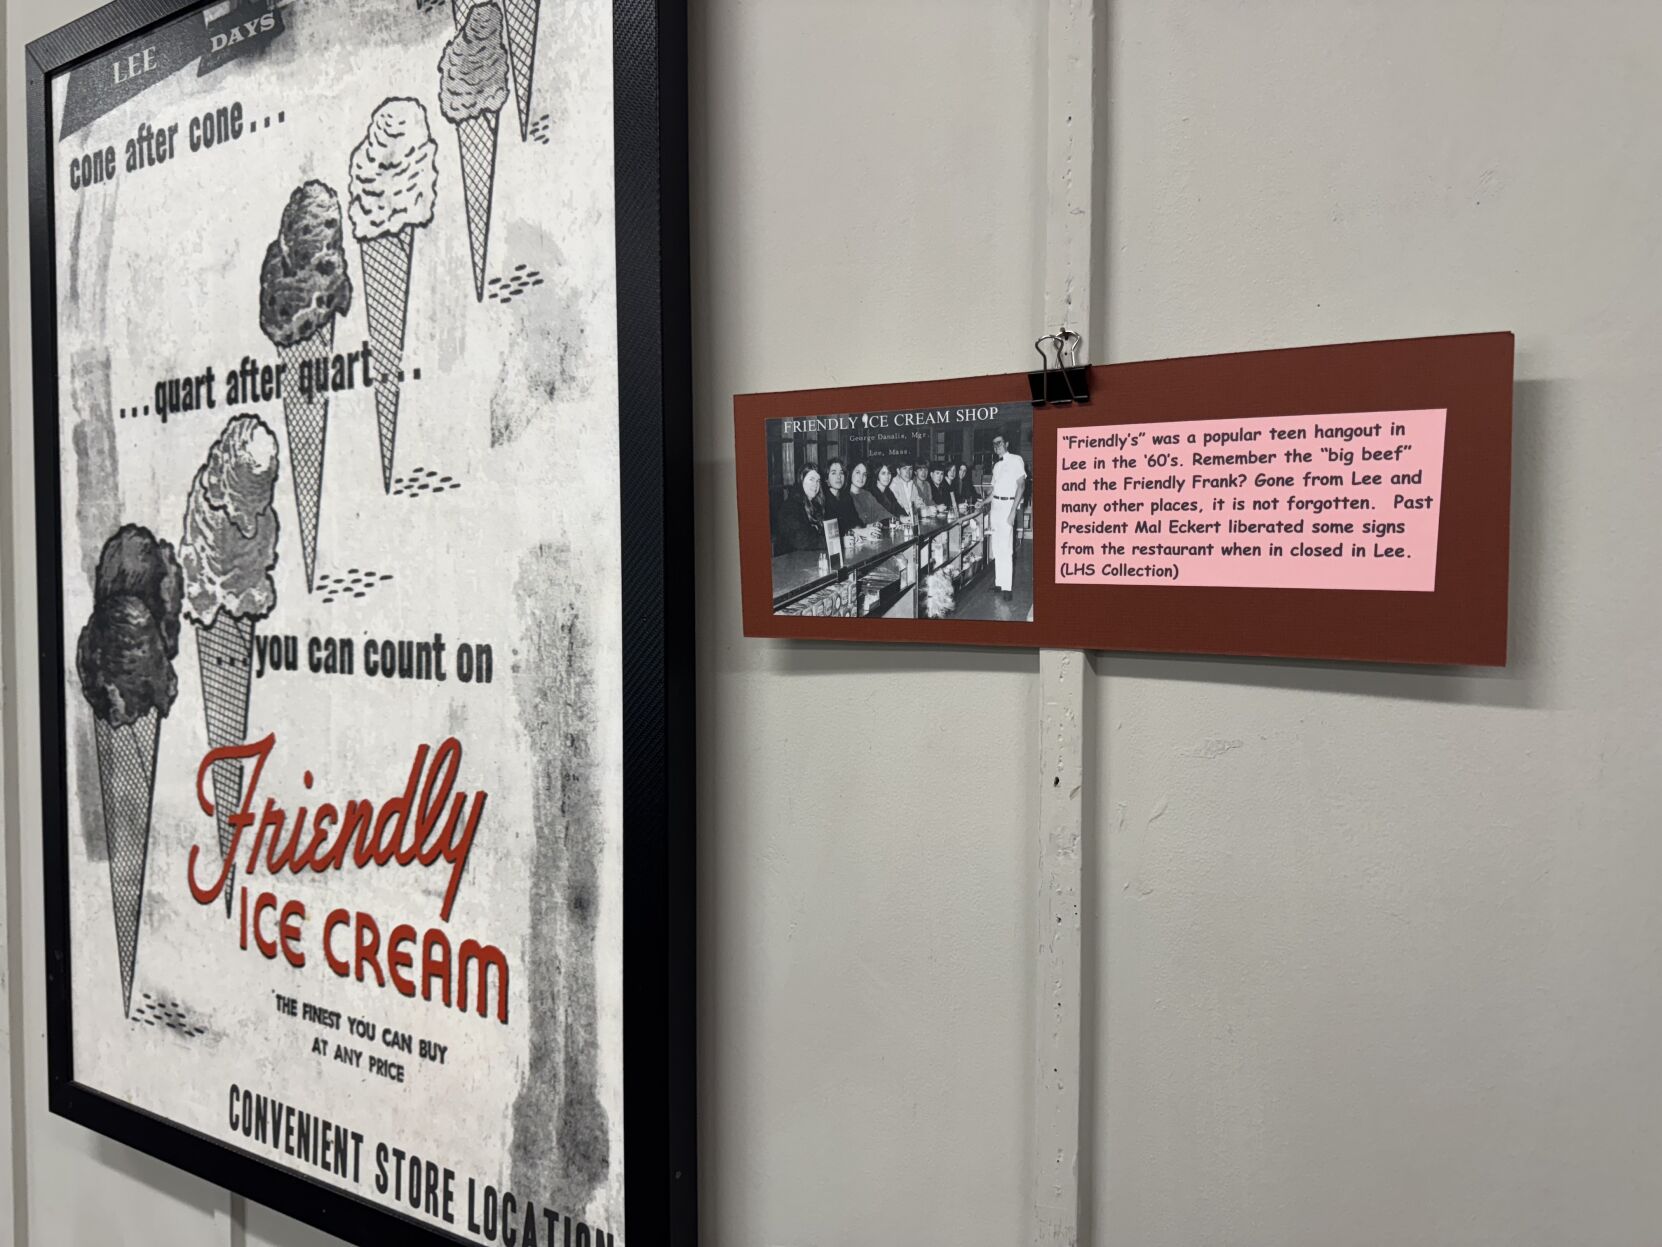 LEE
DAYS
cone after cone...
...quart after quart...
...you can count on
Friendly
ICE CREAM
THE FINEST YOU CAN BUY
AT ANY PRICE
CONVENIENT STORE LOCATION
FRIENDLY ICE CREAM SHOP
George Danalis, Mgr.
Lee, Mass.
"Friendly's" was a popular teen hangout in
Lee in the '60's. Remember the "big beef"
and the Friendly Frank? Gone from Lee and
many other places, it is not forgotten. Past
President Mal Eckert liberated some signs
from the restaurant when in closed in Lee.
(LHS Collection)